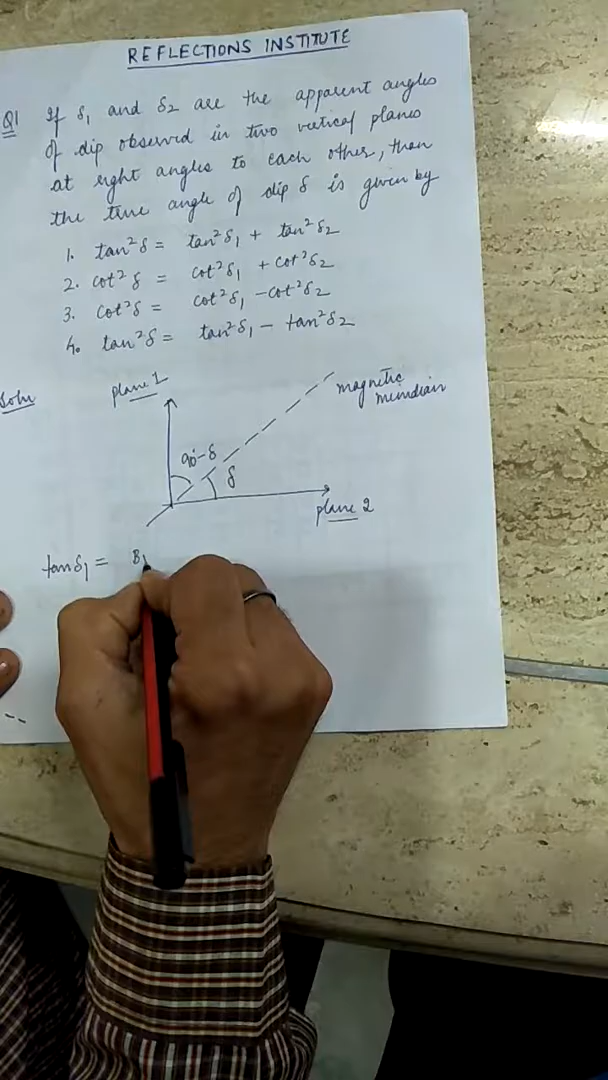 REFLECTIONS INSTITUTE
Q1 If δ₁ and δ₂ are the apparent angles
of dip observed in two vertical planes
at right angles to each other, then
the true angle of dip δ is given by
1. tan²δ = tan²δ₁ + tan²δ₂
2. cot²δ = cot²δ₁ + cot²δ₂
3. cot²δ = cot²δ₁ - cot²δ₂
4. tan²δ = tan²δ₁ - tan²δ₂
Soln
plane 1
magnetic
meridian
90°-δ
δ
plane 2
tanδ₁ = B